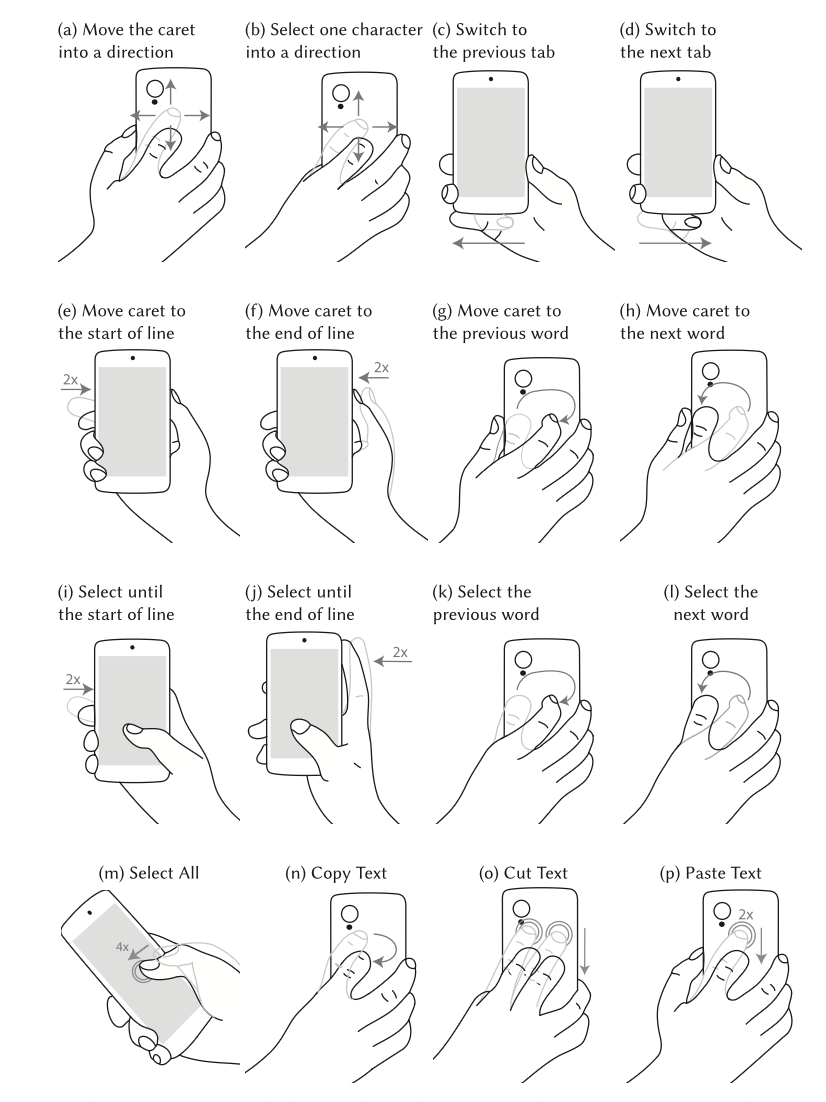 (a) Move the caret
into a direction
(b) Select one character
into a direction
(c) Switch to
the previous tab
(d) Switch to
the next tab
(e) Move caret to
the start of line
2x
(f) Move caret to
the end of line
2x
(g) Move caret to
the previous word
(h) Move caret to
the next word
(i) Select until
the start of line
2x
(j) Select until
the end of line
2x
(k) Select the
previous word
(l) Select the
next word
(m) Select All
4x
(n) Copy Text
(o) Cut Text
(p) Paste Text
2x